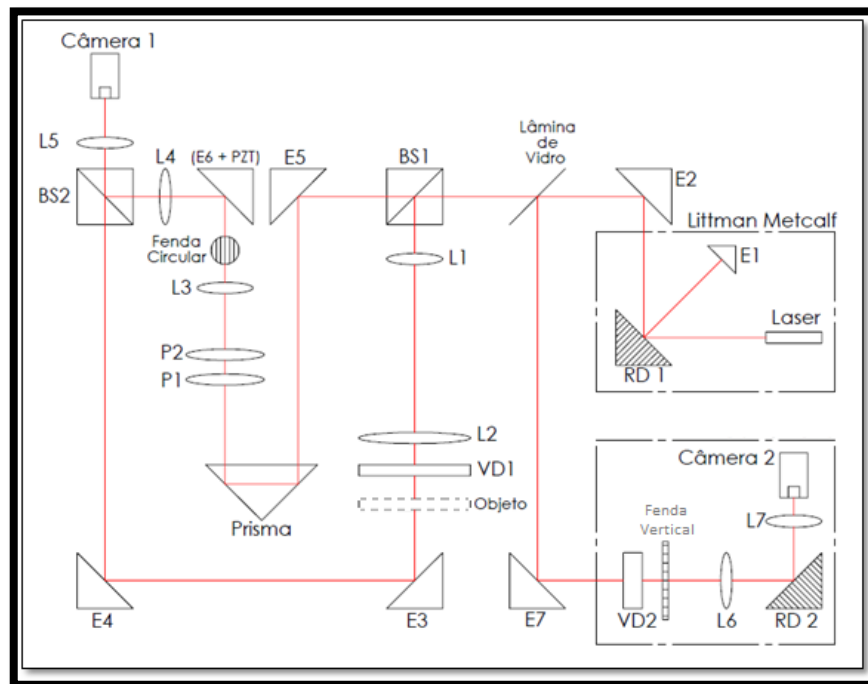 Câmera 1
L5
L4
(E6 + PZT)
E5
BS1
Lâmina
de
Vidro
E2
BS2
Littman Metcalf
Fenda
Circular
L1
E1
L3
Laser
P2
P1
RD 1
L2
VD1
Câmera 2
Objeto
Fenda
Vertical
L7
Prisma
E4
E3
E7
VD2
L6
RD 2